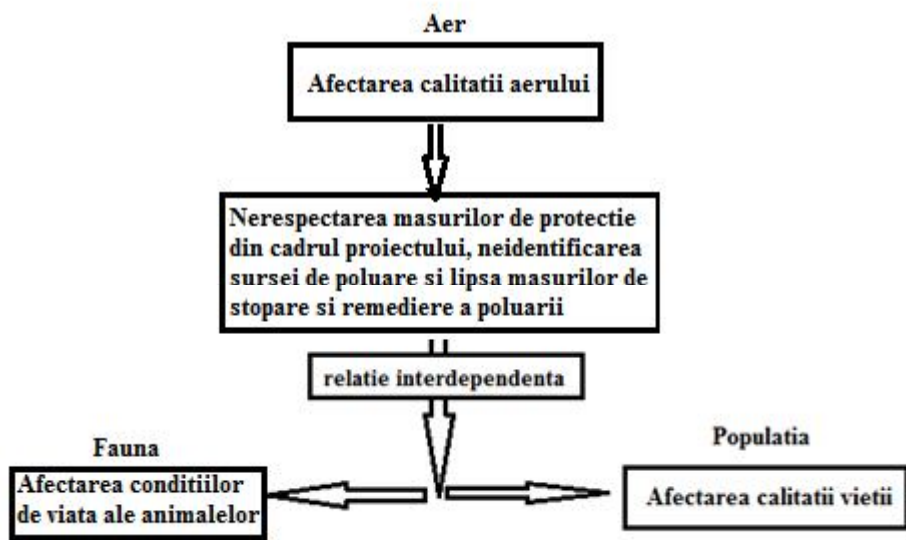 Aer
Afectarea calitatii aerului
Nerespectarea masurilor de protectie
din cadrul proiectului, neidentificarea
sursei de poluare si lipsa masurilor de
stopare si remediere a poluarii
relatie interdependenta
Fauna
Afectarea conditiilor
de viata ale animalelor
Populatia
Afectarea calitatii vietii